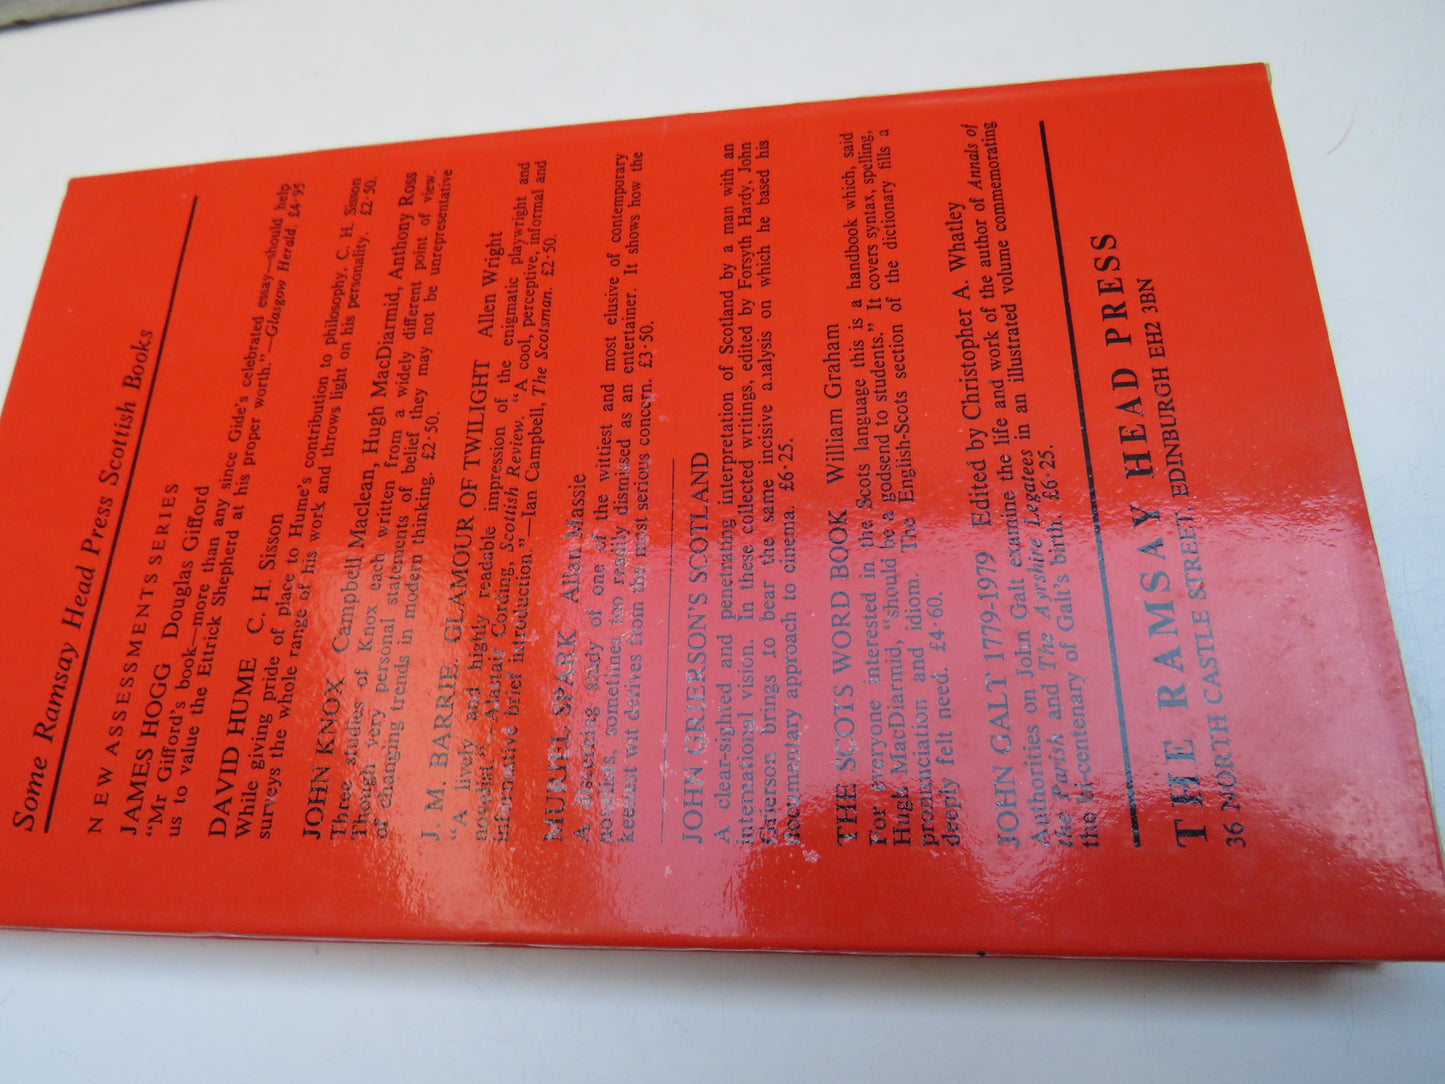 Some Ramsay Head Press Scottish Books
NEW ASSESSMENTS SERIES
JAMES HOGG Douglas Gifford
“Mr Gifford's book—more than any since Gide's celebrated essay—should help
us to value the Ettrick Shepherd at his proper worth.”—Glasgow Herald. £4·95
DAVID HUME C. H. Sisson
While giving pride of place to Hume's contribution to philosophy, C. H. Sisson
surveys the whole range of his work and throws light on his personality. £2·50.
JOHN KNOX Campbell Maclean, Hugh MacDiarmid, Anthony Ross
Three studies of Knox each written from a widely different point of view.
Though very personal statements of belief they may not be unrepresentative
of changing trends in modern thinking. £2·50.
J. M. BARRIE. GLAMOUR OF TWILIGHT Allen Wright
“A lively and highly readable impression of the enigmatic playwright and
novelist.” Alastair Cording, Scottish Review. “A cool, perceptive, informal and
informative brief introduction.”—Ian Campbell, The Scotsman. £2·50.
MURIEL SPARK Allan Massie
A discerning study of one of the wittiest and most elusive of contemporary
novelists, sometimes too readily dismissed as an entertainer. It shows how the
keenest wit derives from the most serious concern. £3·50.
JOHN GRIERSON'S SCOTLAND
A clear-sighted and penetrating interpretation of Scotland by a man with an
international vision. In these collected writings, edited by Forsyth Hardy, John
Grierson brings to bear the same incisive analysis on which he based his
documentary approach to cinema. £6·25.
THE SCOTS WORD BOOK William Graham
For everyone interested in the Scots language this is a handbook which, said
Hugh MacDiarmid, “should be a godsend to students.” It covers syntax, spelling,
pronunciation and idiom. The English-Scots section of the dictionary fills a
deeply felt need. £4·60.
JOHN GALT 1779-1979 Edited by Christopher A. Whatley
Authorities on John Galt examine the life and work of the author of Annals of
the Parish and The Ayrshire Legatees in an illustrated volume commemorating
the bi-centenary of Galt's birth. £6·25.
THE RAMSAY HEAD PRESS
36 NORTH CASTLE STREET, EDINBURGH EH2 3BN